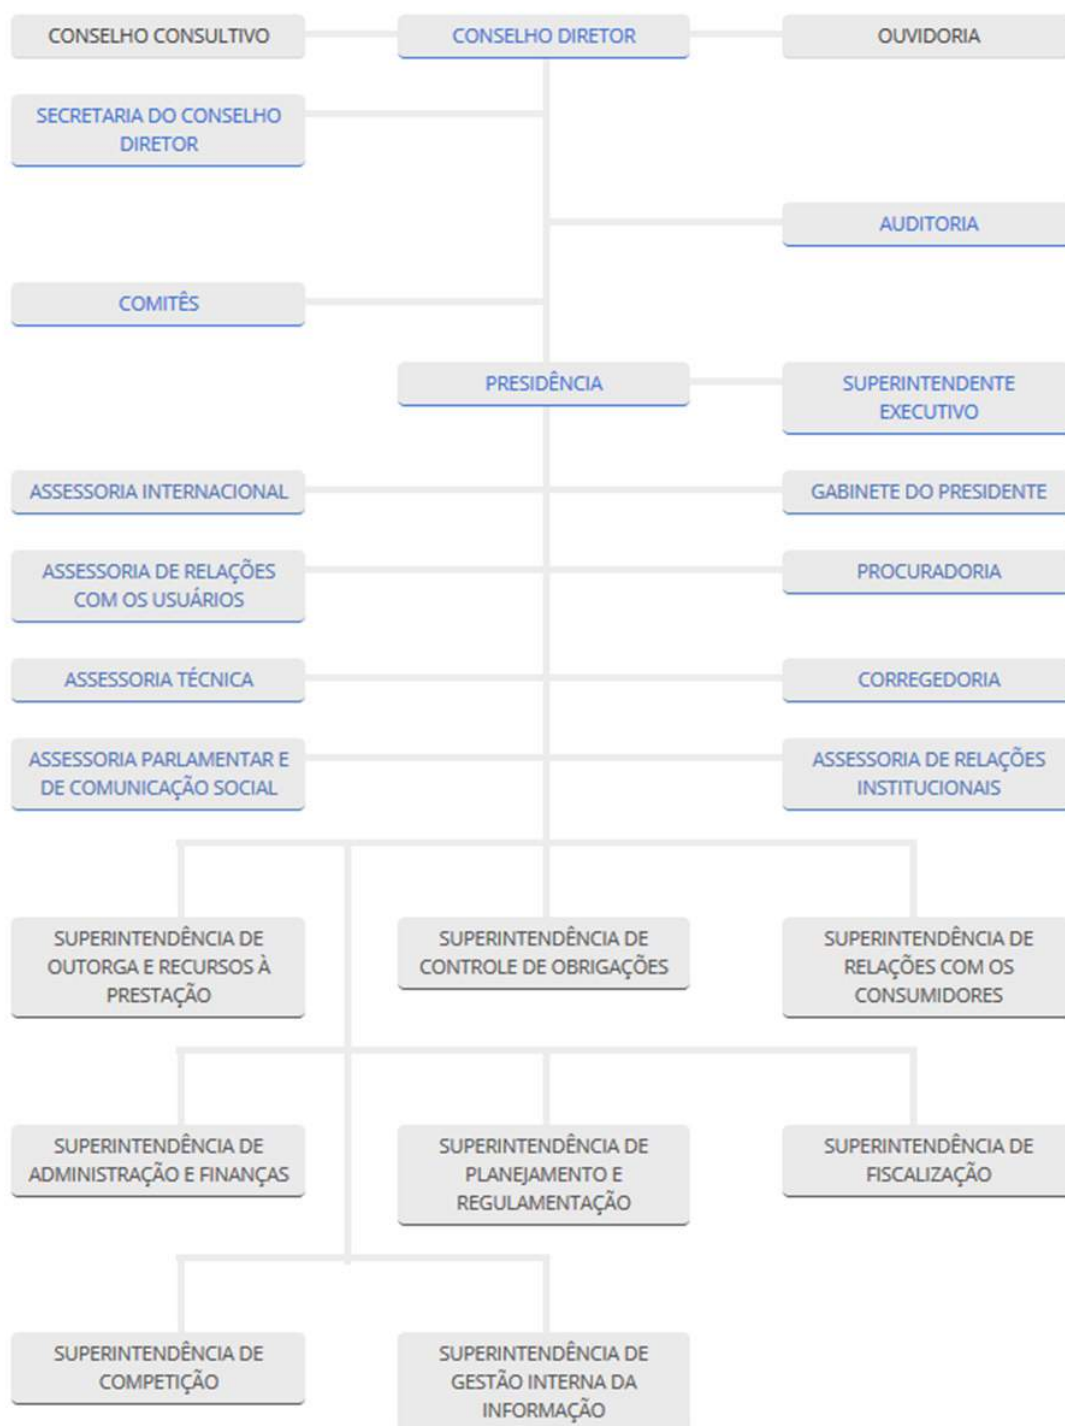 CONSELHO CONSULTIVO
CONSELHO DIRETOR
OUVIDORIA
SECRETARIA DO CONSELHO
DIRETOR
AUDITORIA
COMITÊS
PRESIDÊNCIA
SUPERINTENDENTE
EXECUTIVO
ASSESSORIA INTERNACIONAL
GABINETE DO PRESIDENTE
ASSESSORIA DE RELAÇÕES
COM OS USUÁRIOS
PROCURADORIA
ASSESSORIA TÉCNICA
CORREGEDORIA
ASSESSORIA PARLAMENTAR E
DE COMUNICAÇÃO SOCIAL
ASSESSORIA DE RELAÇÕES
INSTITUCIONAIS
SUPERINTENDÊNCIA DE
OUTORGA E RECURSOS À
PRESTAÇÃO
SUPERINTENDÊNCIA DE
CONTROLE DE OBRIGAÇÕES
SUPERINTENDÊNCIA DE
RELAÇÕES COM OS
CONSUMIDORES
SUPERINTENDÊNCIA DE
ADMINISTRAÇÃO E FINANÇAS
SUPERINTENDÊNCIA DE
PLANEJAMENTO E
REGULAMENTAÇÃO
SUPERINTENDÊNCIA DE
FISCALIZAÇÃO
SUPERINTENDÊNCIA DE
COMPETIÇÃO
SUPERINTENDÊNCIA DE
GESTÃO INTERNA DA
INFORMAÇÃO